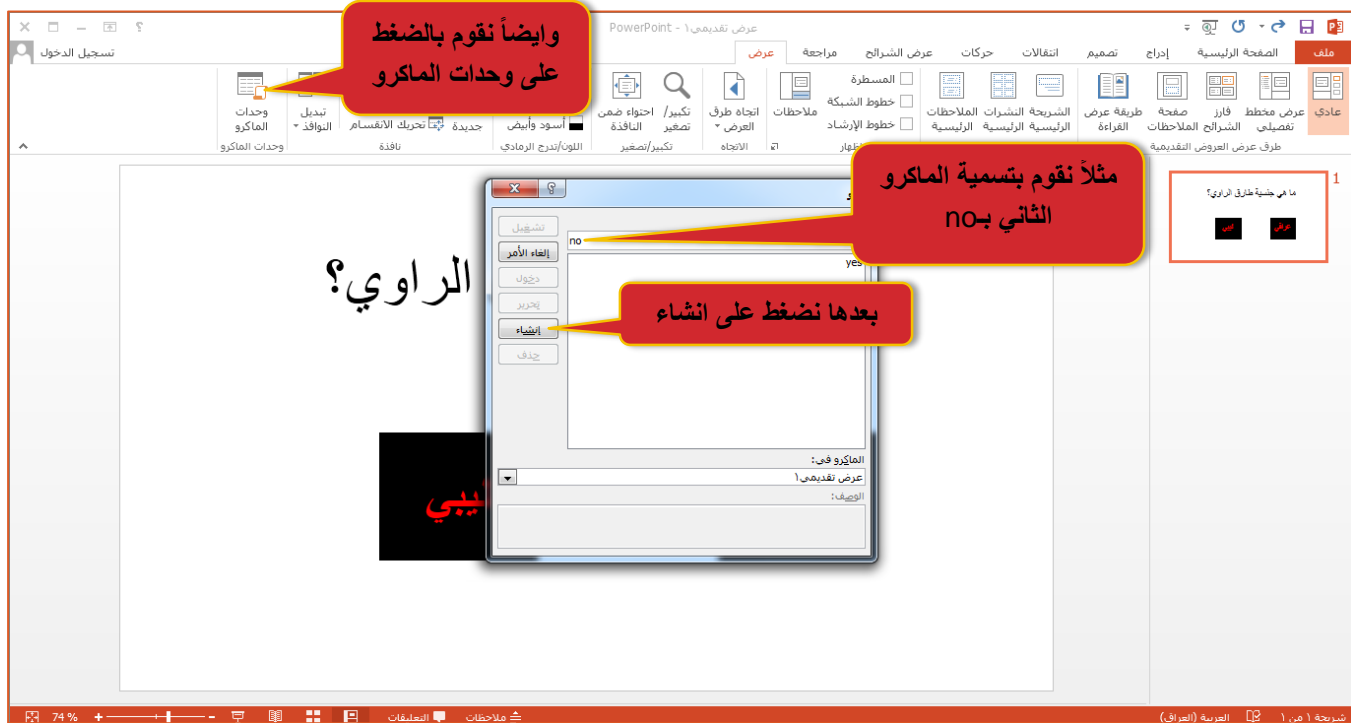 عرض تقديمي١ - PowerPoint
تسجيل الدخول
ملف
الصفحة الرئيسية
إدراج
تصميم
انتقالات
حركات
عرض الشرائح
مراجعة
عرض
عادي
عرض مخطط تفصيلي
فارز الشرائح
صفحة الملاحظات
طريقة عرض القراءة
طرق عرض العروض التقديمية
الشريحة الرئيسية
النشرات الرئيسية
الملاحظات الرئيسية
المسطرة
خطوط الشبكة
خطوط الإرشاد
ملاحظات
اتجاه طرق العرض
الاتجاه
تكبير/تصغير
احتواء ضمن النافذة
تكبير/تصغير
أسود وأبيض
اللون/تدرج الرمادي
جديدة
تحريك الانقسام
تبديل النوافذ
نافذة
وحدات الماكرو
وحدات الماكرو
وايضاً نقوم بالضغط
على وحدات الماكرو
مثلاً نقوم بتسمية الماكرو
الثاني بـno
بعدها نضغط على انشاء
1
ما هي جنسية طارق الراوي؟
عراقي
ليبي
الراوي؟
ليبي
no
yes
تشغيل
إلغاء الأمر
دخول
تحرير
إنشاء
حذف
الماكرو في:
عرض تقديمي١
الوصف:
شريحة ١ من ١
العربية (العراق)
ملاحظات
التعليقات
74 %